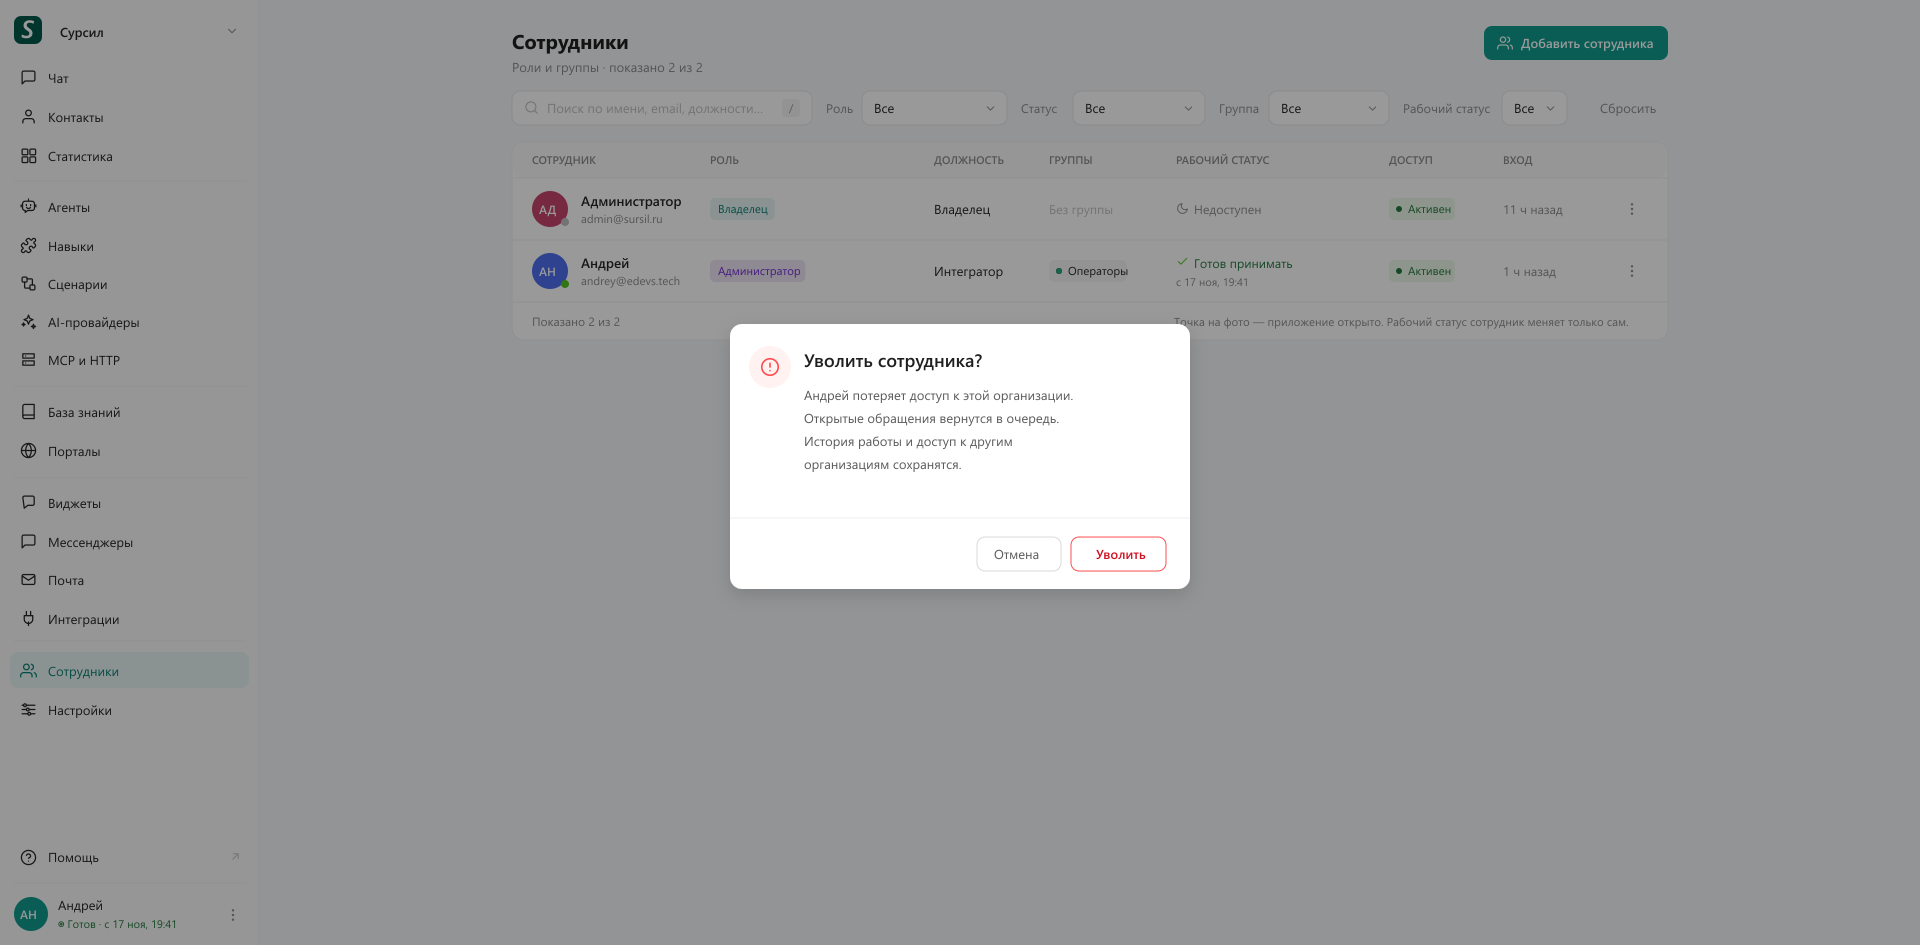 S
Сурсил
Чат
Контакты
Статистика
Агенты
Навыки
Сценарии
AI-провайдеры
MCP и HTTP
База знаний
Порталы
Виджеты
Мессенджеры
Почта
Интеграции
Сотрудники
Настройки
Помощь
АН
Андрей
Готов · с 17 ноя, 19:41
Сотрудники
Роли и группы · показано 2 из 2
Добавить сотрудника
Поиск по имени, email, должности... /
Роль Все Статус Все Группа Все Рабочий статус Все Сбросить
СОТРУДНИК РОЛЬ ДОЛЖНОСТЬ ГРУППЫ РАБОЧИЙ СТАТУС ДОСТУП ВХОД
АД Администратор Владелец Владелец Без группы Недоступен Активен 11 ч назад
admin@sursil.ru
АН Андрей Администратор Интегратор Операторы Готов принимать Активен 1 ч назад
andrey@edevs.tech с 17 ноя, 19:41
Показано 2 из 2 Точка на фото — приложение открыто. Рабочий статус сотрудник меняет только сам.
Уволить сотрудника?
Андрей потеряет доступ к этой организации.
Открытые обращения вернутся в очередь.
История работы и доступ к другим
организациям сохранятся.
Отмена Уволить